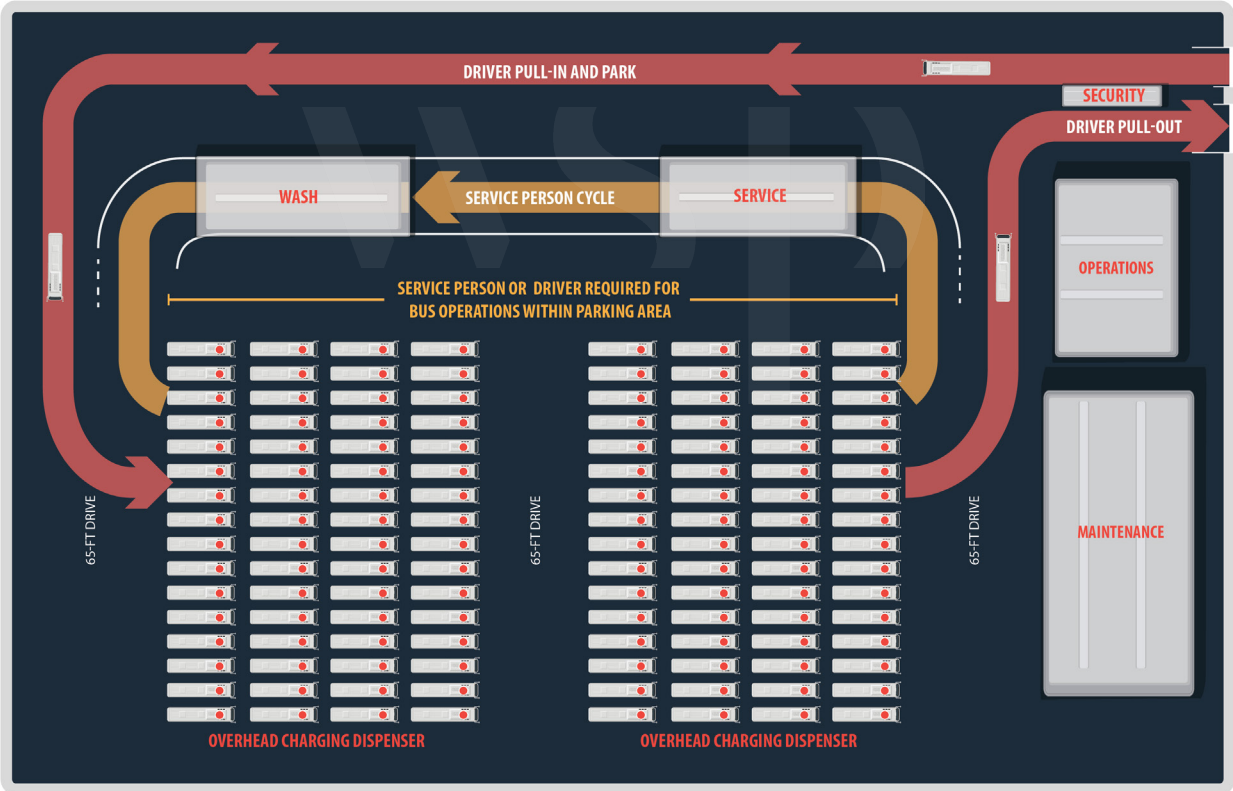 DRIVER PULL-IN AND PARK
SECURITY
DRIVER PULL-OUT
WASH
SERVICE PERSON CYCLE
SERVICE
OPERATIONS
SERVICE PERSON OR DRIVER REQUIRED FOR
BUS OPERATIONS WITHIN PARKING AREA
65-FT DRIVE
65-FT DRIVE
65-FT DRIVE
MAINTENANCE
OVERHEAD CHARGING DISPENSER
OVERHEAD CHARGING DISPENSER